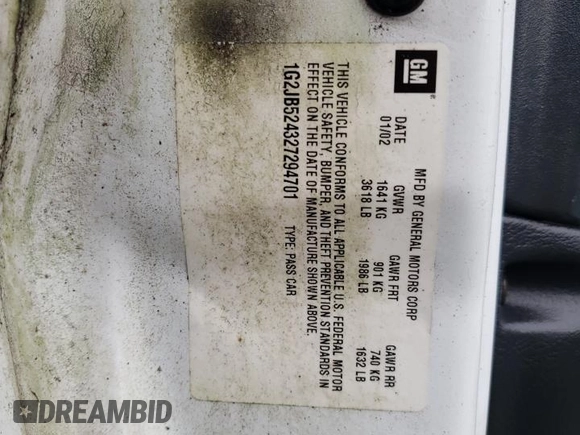 GM
®
MFD BY GENERAL MOTORS CORP
DATE GVWR GAWR FRT GAWR RR
01/02 1641 KG 901 KG 740 KG
3618 LB 1986 LB 1632 LB
THIS VEHICLE CONFORMS TO ALL APPLICABLE U.S. FEDERAL MOTOR
VEHICLE SAFETY, BUMPER, AND THEFT PREVENTION STANDARDS IN
EFFECT ON THE DATE OF MANUFACTURE SHOWN ABOVE.
1G2JB524327294701 TYPE: PASS CAR
DREAMBID